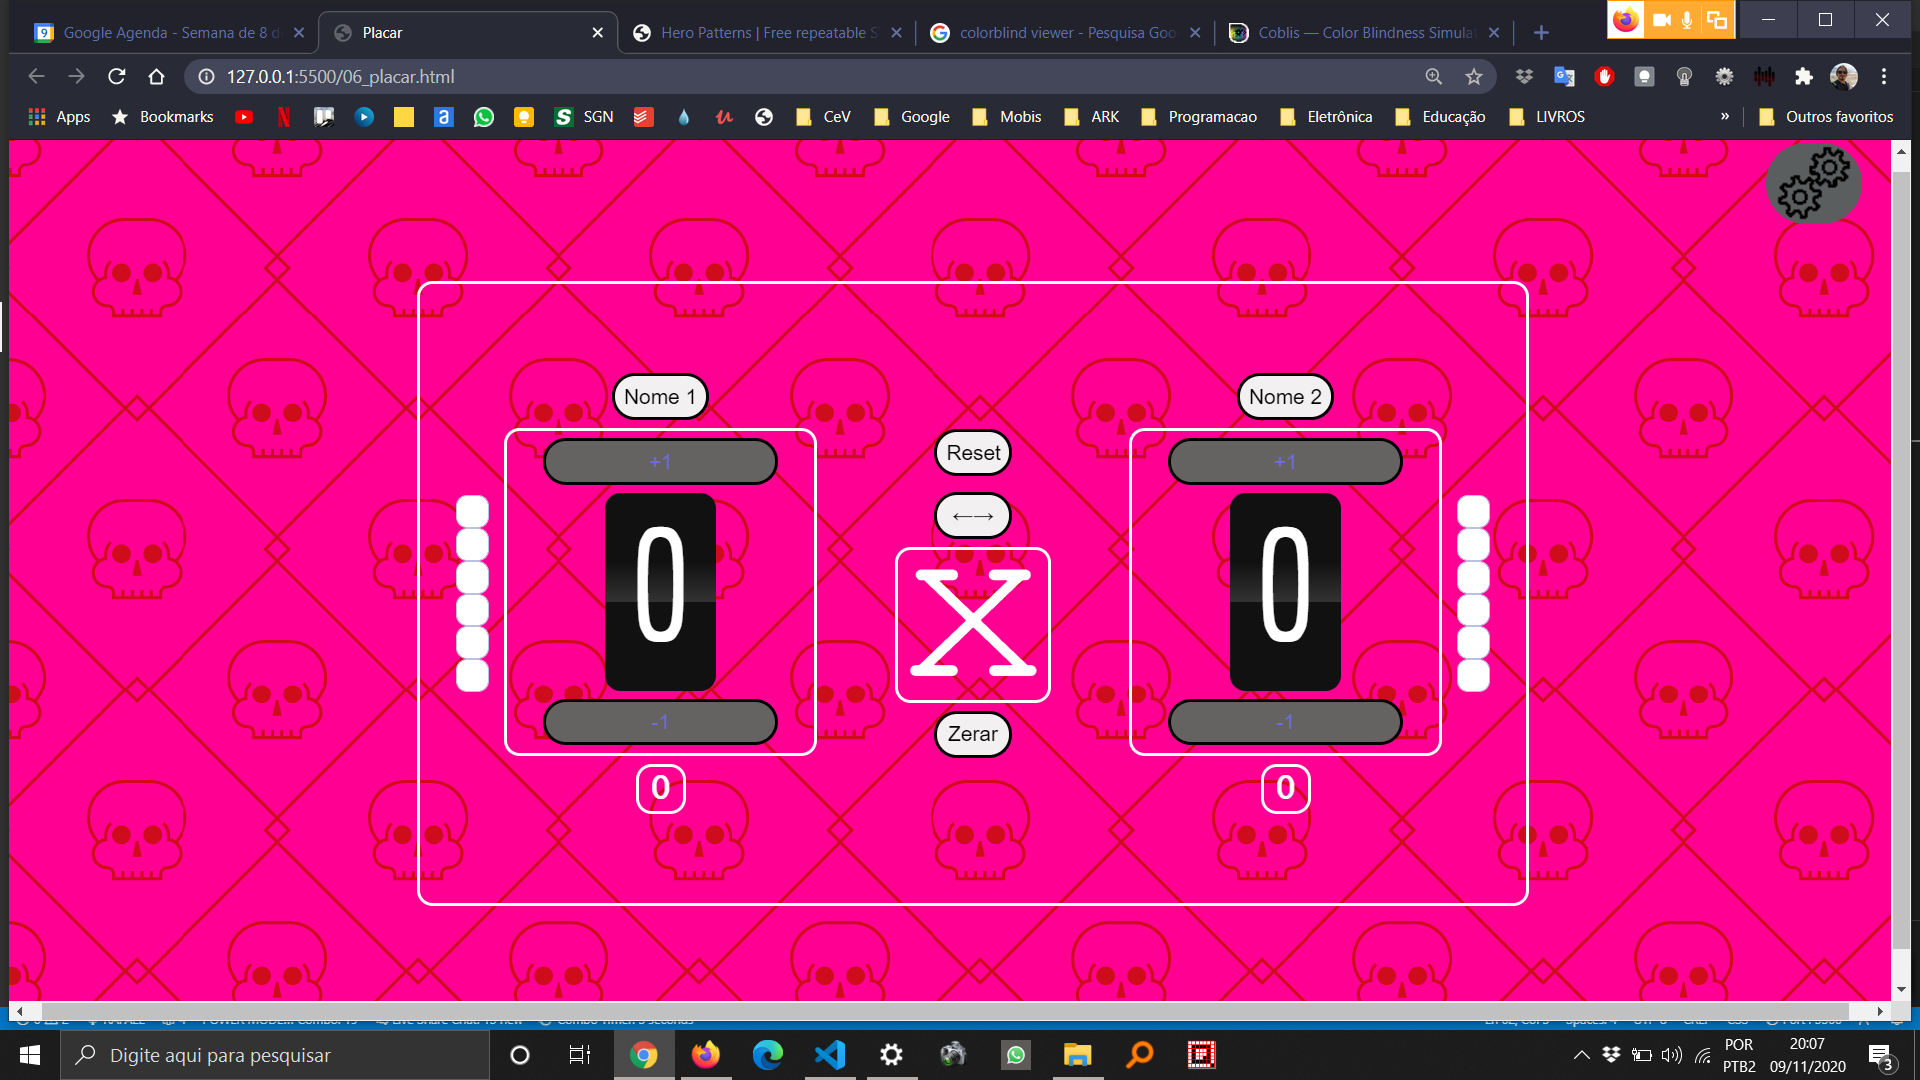 Google Agenda - Semana de 8 d
Placar
Hero Patterns | Free repeatable S
colorblind viewer - Pesquisa Goo
Coblis — Color Blindness Simulat
127.0.0.1:5500/06_placar.html
Apps
Bookmarks
SGN
CeV
Google
Mobis
ARK
Programacao
Eletrônica
Educação
LIVROS
»
Outros favoritos
Nome 1
Nome 2
+1
Reset
+1
←→
0
X
0
-1
Zerar
-1
0
0
Digite aqui para pesquisar
POR
PTB2
20:07
09/11/2020
3